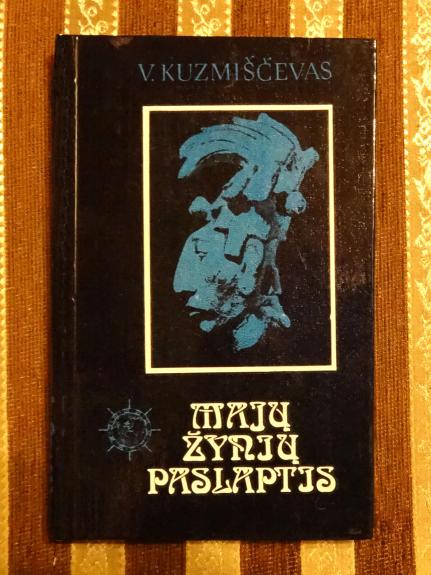 V. KUZMIŠČEVAS
MAJŲ
ŽYNIŲ
PASLAPTIS